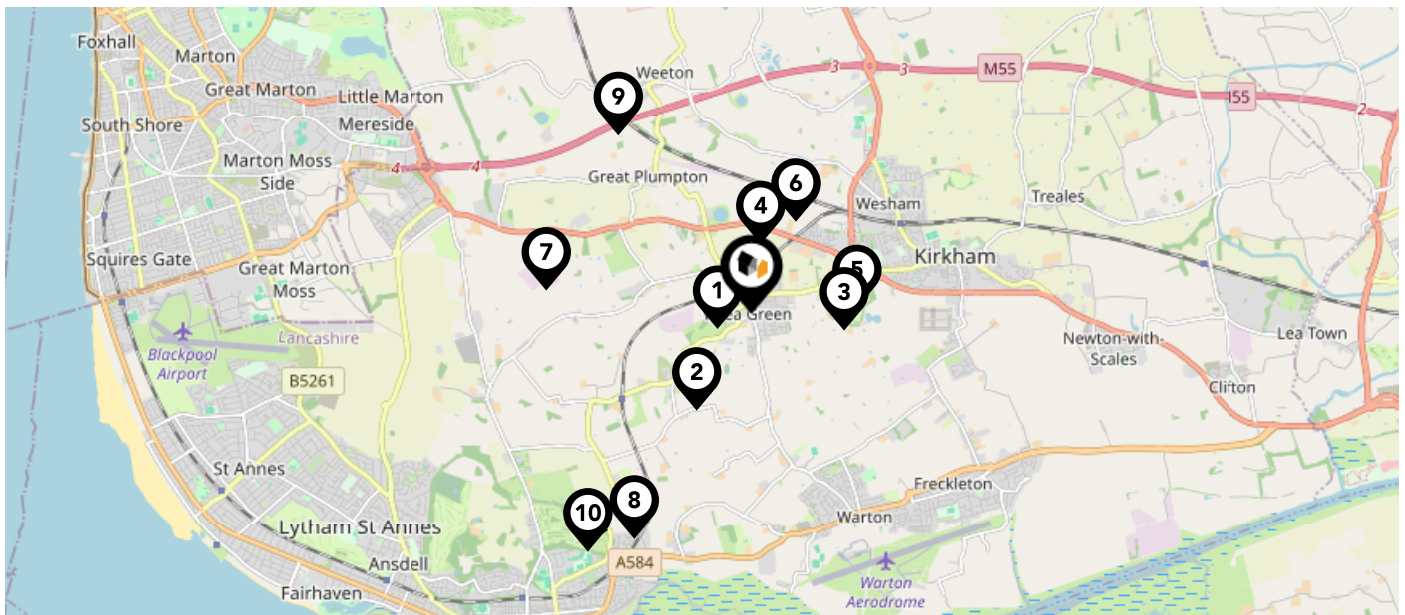 Foxhall
Marton
Great Marton
Little Marton
Mereside
South Shore
Marton Moss
Side
Weeton
9
3
3
M55
I55
2
4
4
Great Plumpton
6
4
Wesham
Treales
Squires Gate
Great Marton
Moss
7
5
Kirkham
1
3
Green
Lancashire
Blackpool
Airport
B5261
2
Newton-with-
Scales
Lea Town
Clifton
St Annes
Lytham St Annes
10
8
Freckleton
Warton
A584
Ansdell
Fairhaven
Warton
Aerodrome